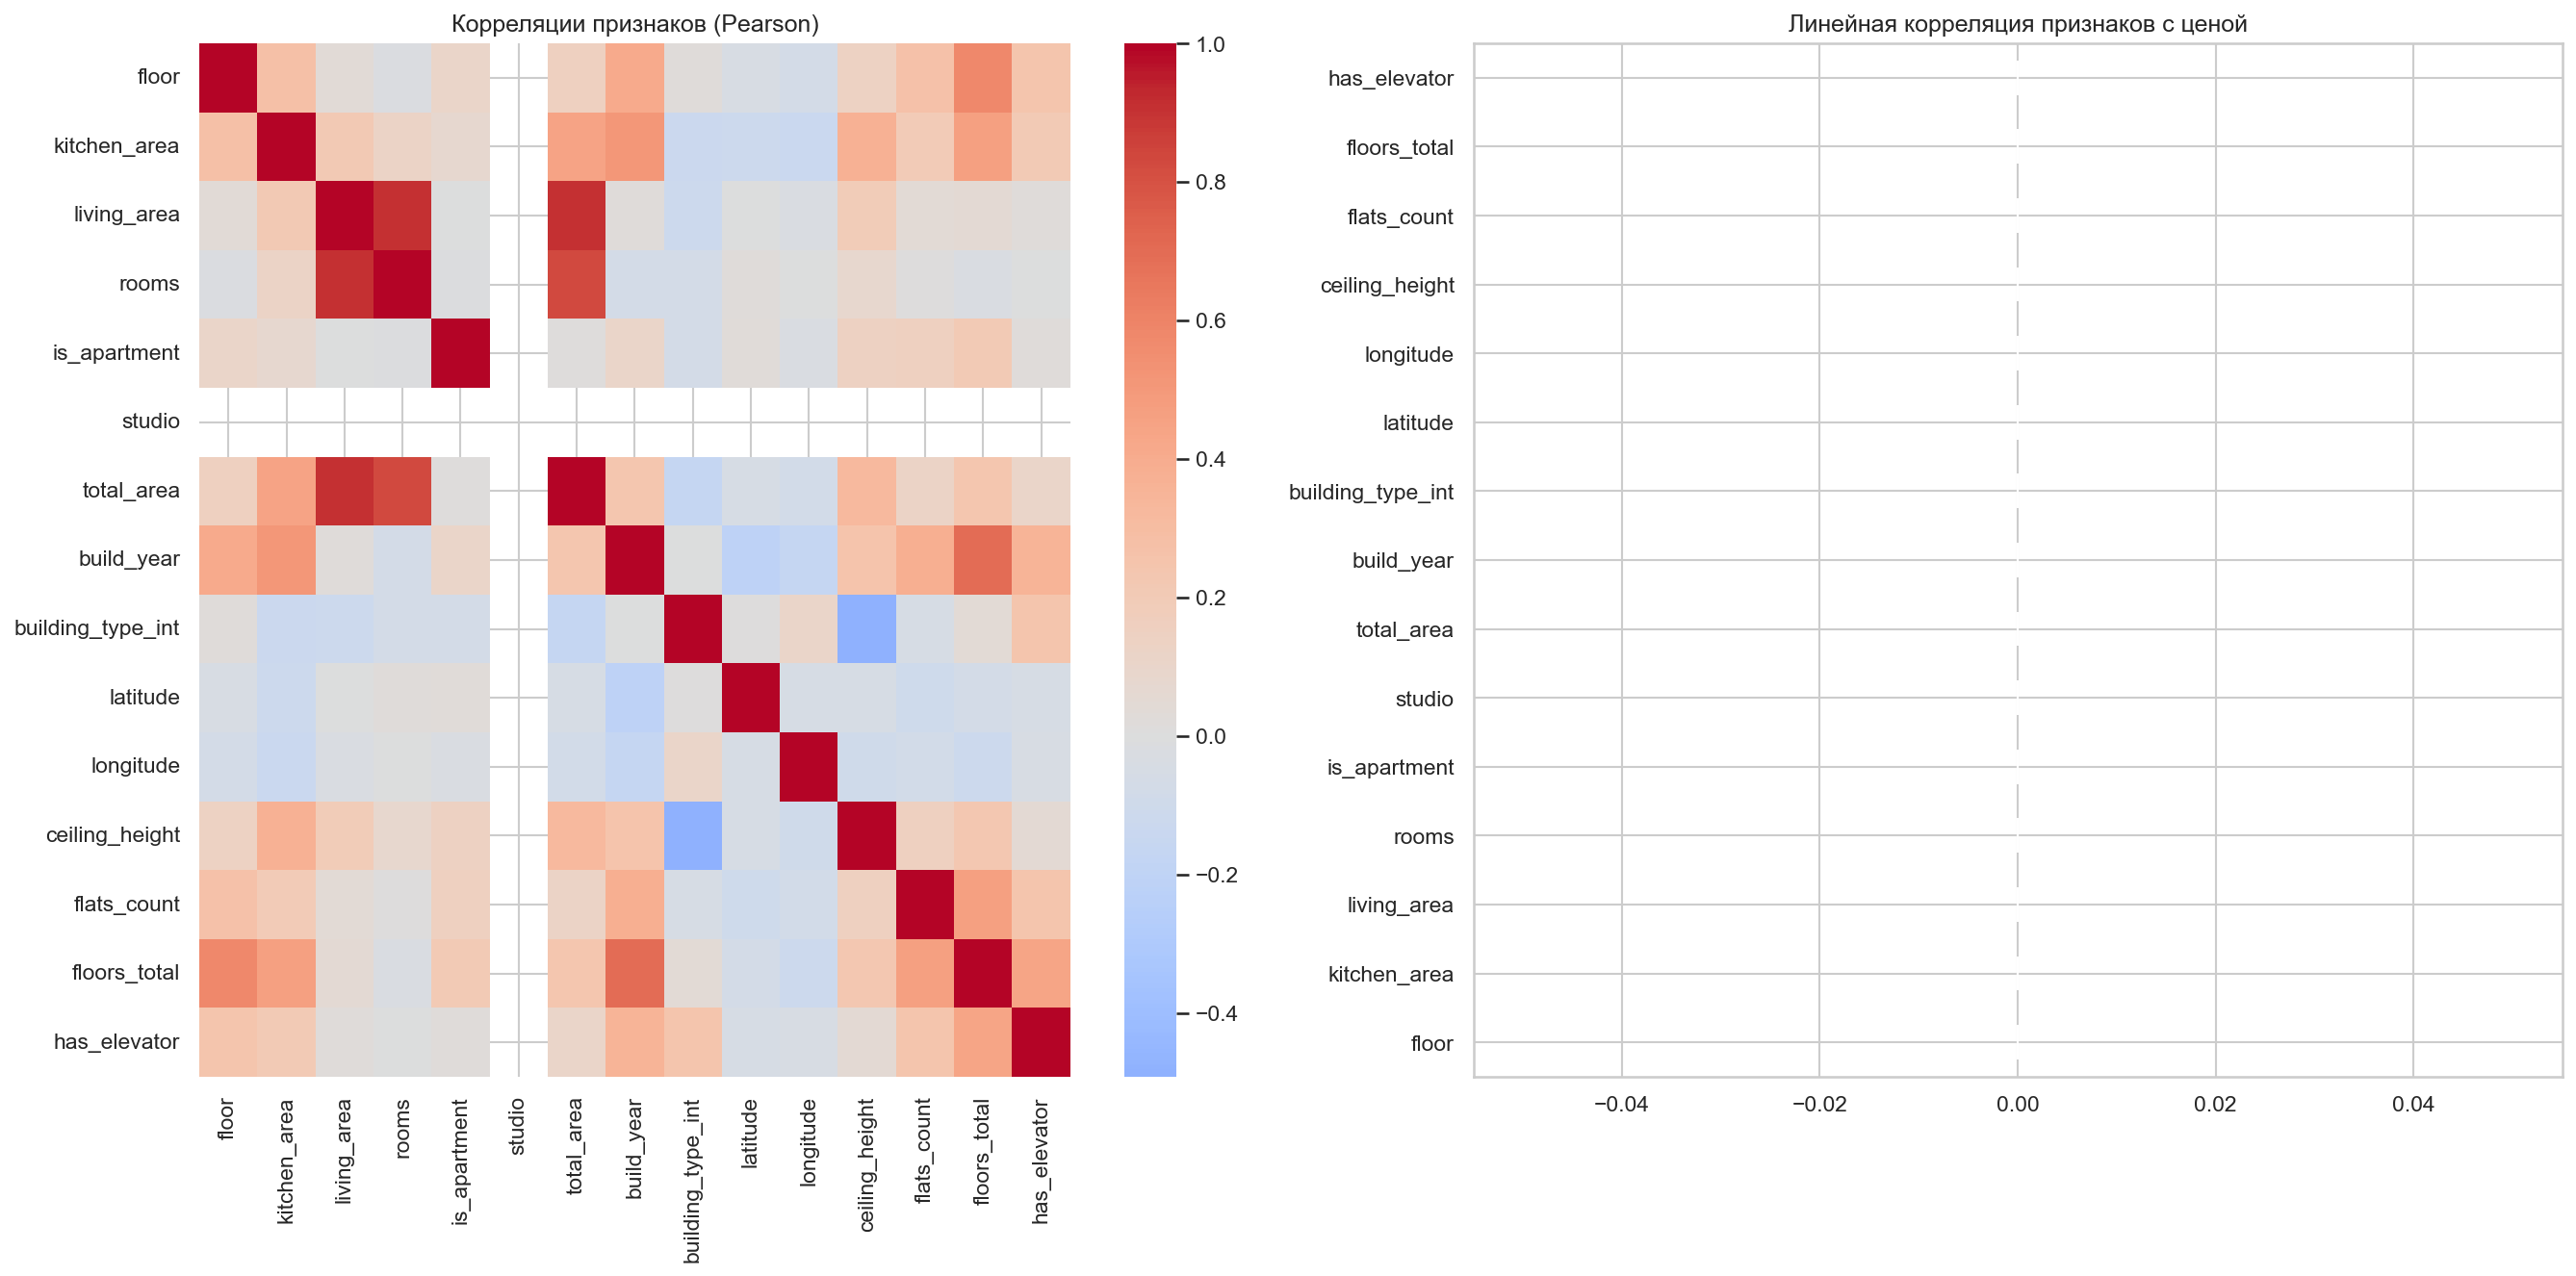 Корреляции признаков (Pearson)
floor
kitchen_area
living_area
rooms
is_apartment
studio
total_area
build_year
building_type_int
latitude
longitude
ceiling_height
flats_count
floors_total
has_elevator
floor
kitchen_area
living_area
rooms
is_apartment
studio
total_area
build_year
building_type_int
latitude
longitude
ceiling_height
flats_count
floors_total
has_elevator
1.0
0.8
0.6
0.4
0.2
0.0
−0.2
−0.4
Линейная корреляция признаков с ценой
has_elevator
floors_total
flats_count
ceiling_height
longitude
latitude
building_type_int
build_year
total_area
studio
is_apartment
rooms
living_area
kitchen_area
floor
−0.04
−0.02
0.00
0.02
0.04